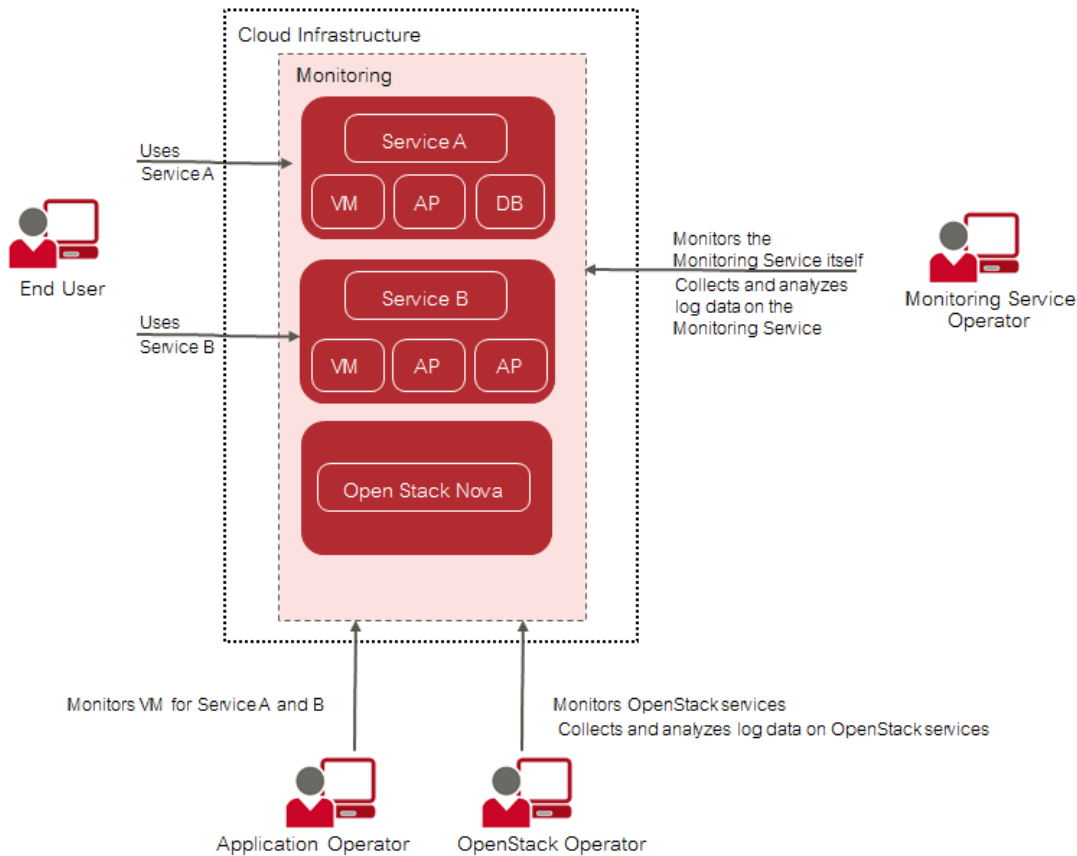 Cloud Infrastructure
Monitoring
Service A
VM
AP
DB
Uses
Service A
End User
Service B
VM
AP
AP
Uses
Service B
Open Stack Nova
Monitors the
Monitoring Service itself
Collects and analyzes
log data on the
Monitoring Service
Monitoring Service
Operator
Monitors VM for Service A and B
Application Operator
Monitors OpenStack services
Collects and analyzes log data on OpenStack services
OpenStack Operator